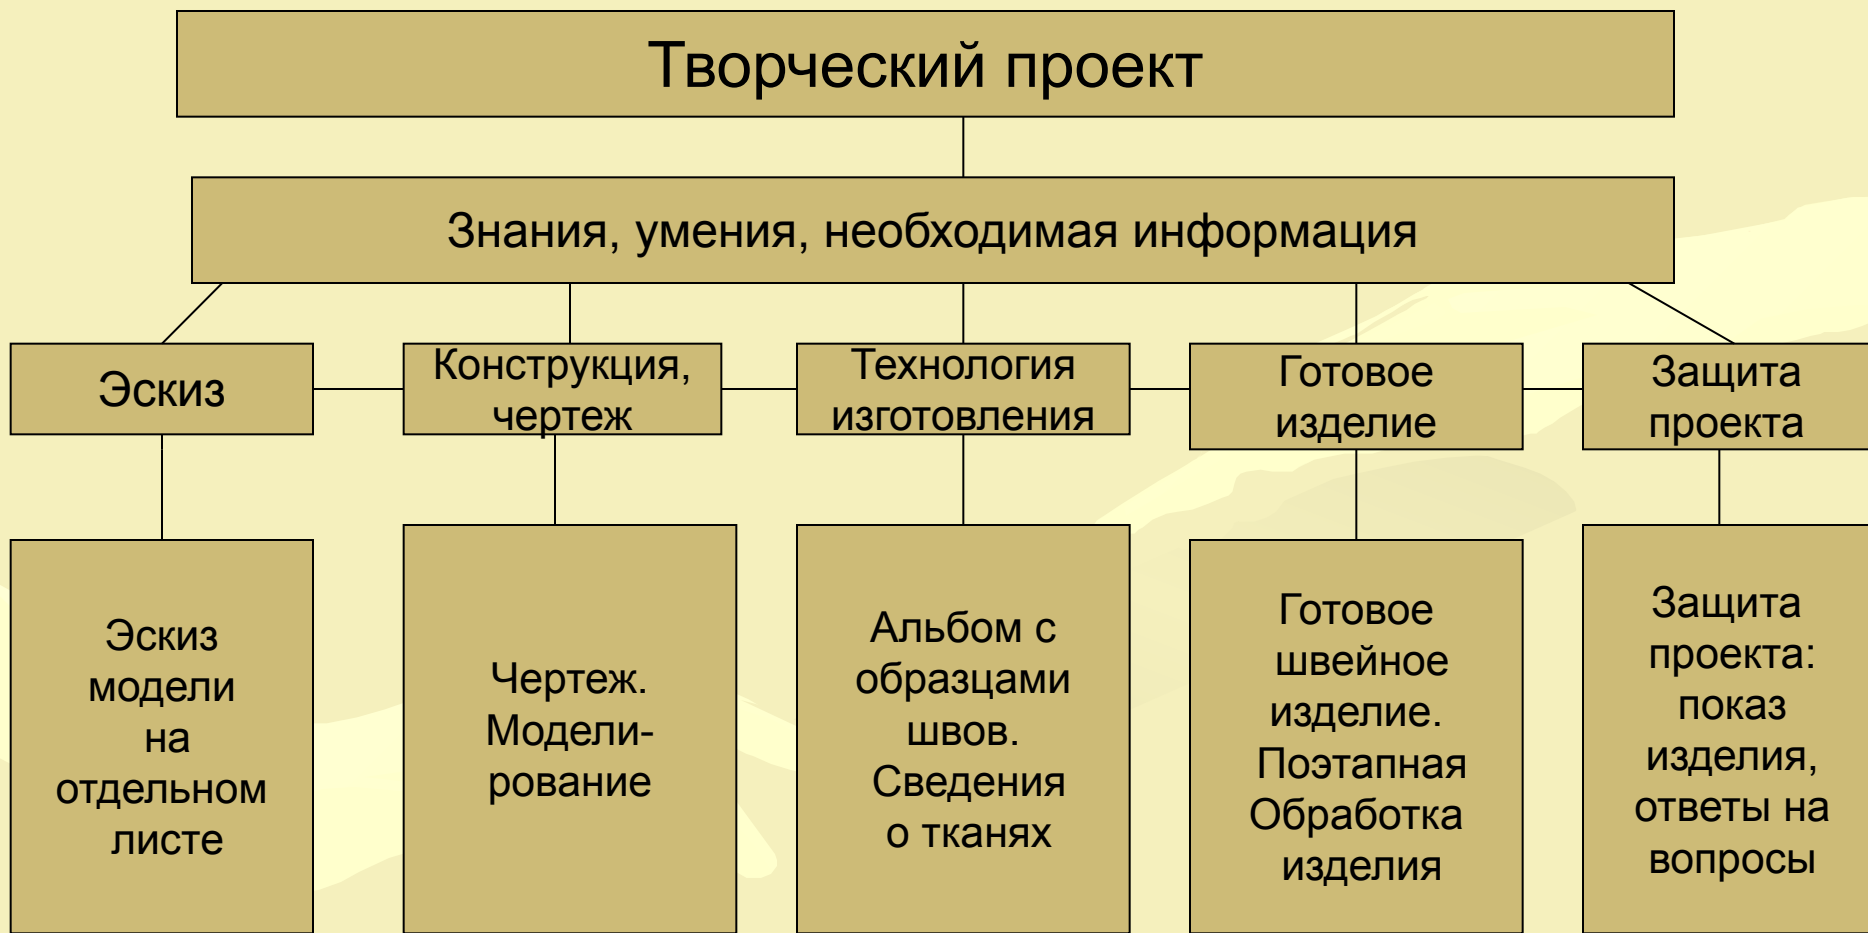 Творческий проект
Знания, умения, необходимая информация
Эскиз
Конструкция,
чертеж
Технология
изготовления
Готовое
изделие
Защита
проекта
Эскиз
модели
на
отдельном
листе
Чертеж.
Модели-
рование
Альбом с
образцами
швов.
Сведения
о тканях
Готовое
швейное
изделие.
Поэтапная
Обработка
изделия
Защита
проекта:
показ
изделия,
ответы на
вопросы